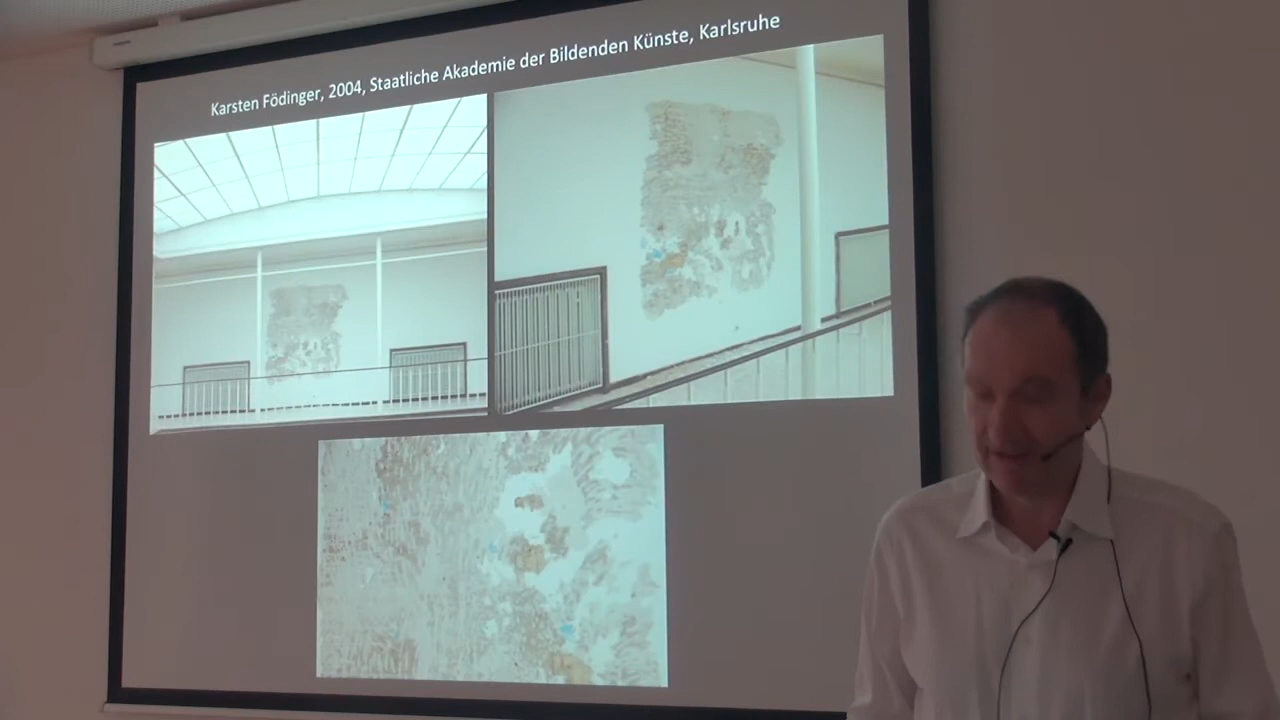 Karsten Födinger, 2004, Staatliche Akademie der Bildenden Künste, Karlsruhe